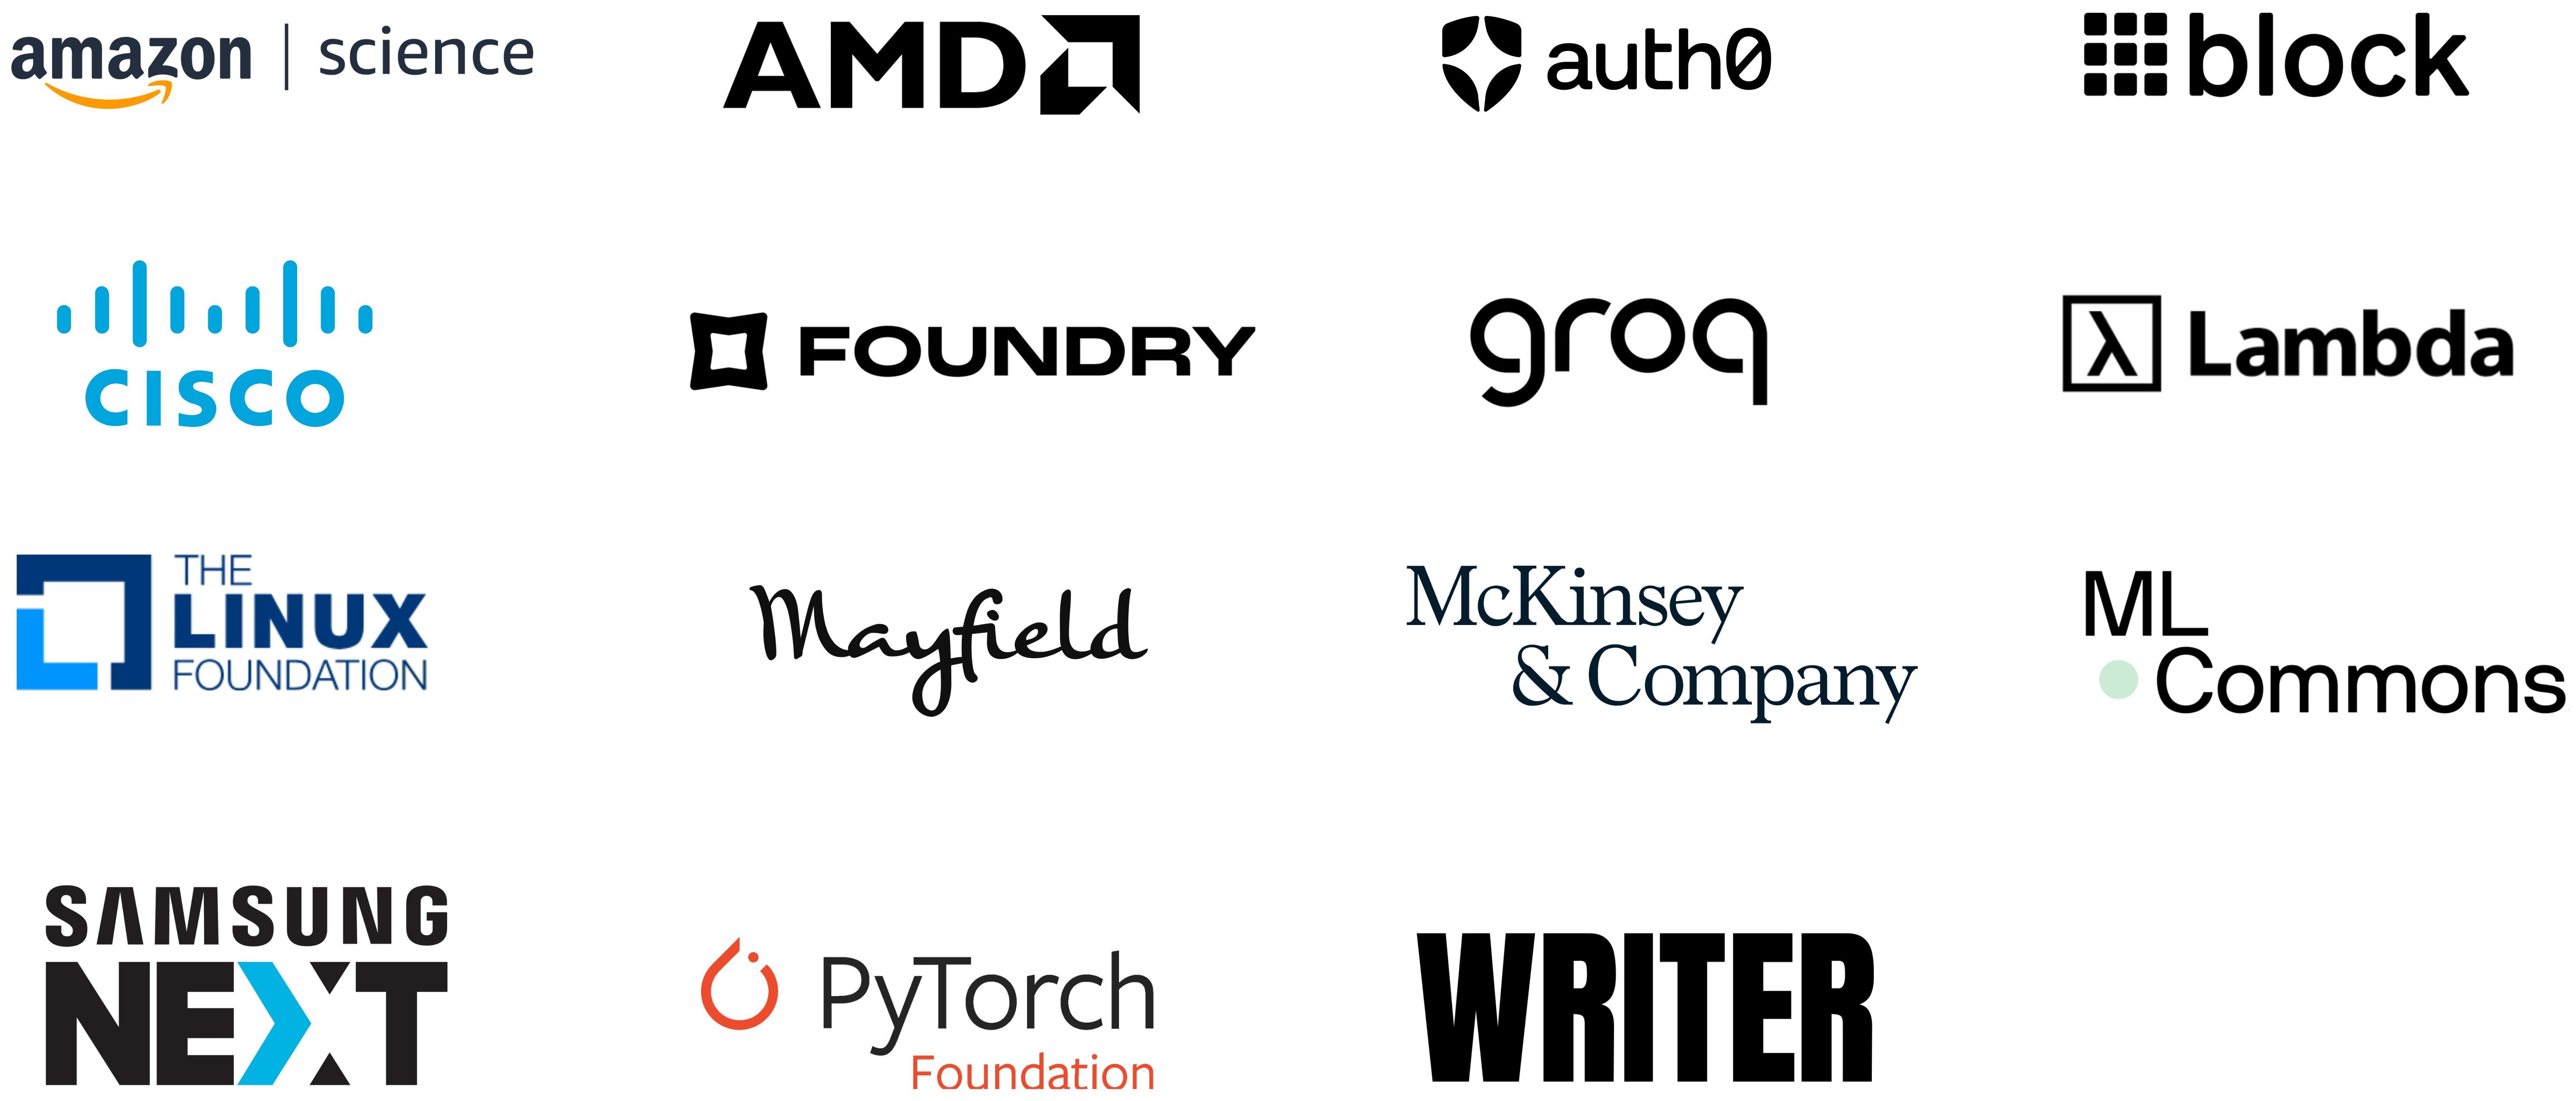 amazon | science
AMD
auth0
block
CISCO
FOUNDRY
groq
λ Lambda
THE
LINUX
FOUNDATION
Mayfield
McKinsey
& Company
ML
Commons
SAMSUNG
NEXT
PyTorch
Foundation
WRITER